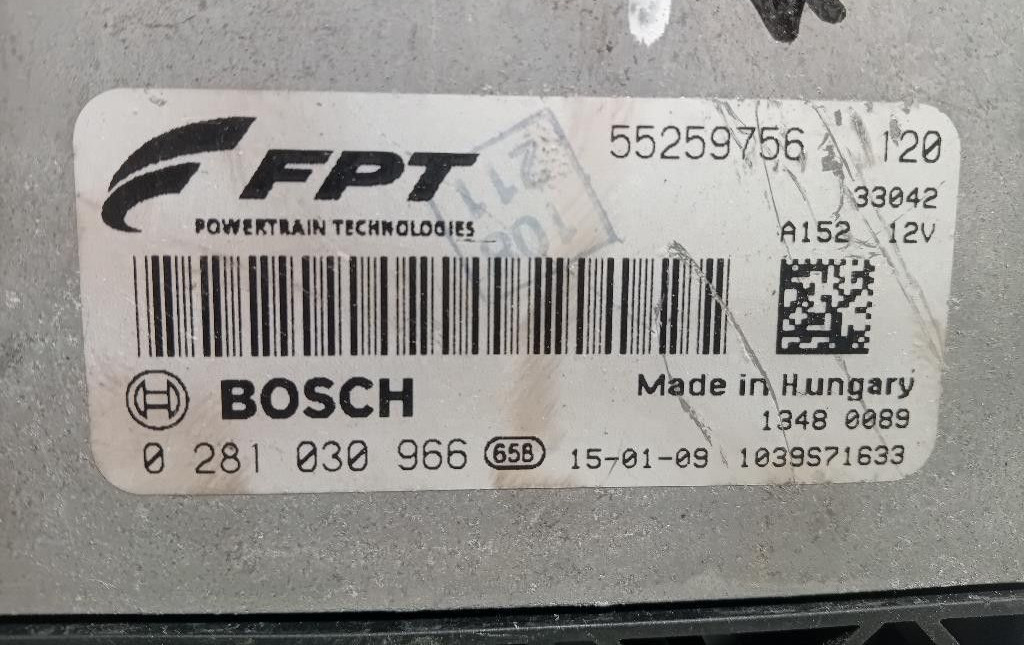 FPT
POWERTRAIN TECHNOLOGIES
55259756 120
33042
A152 12V
211
BOSCH
Made in Hungary
1348 0089
0 281 030 966 65B 15-01-09 1039S71633